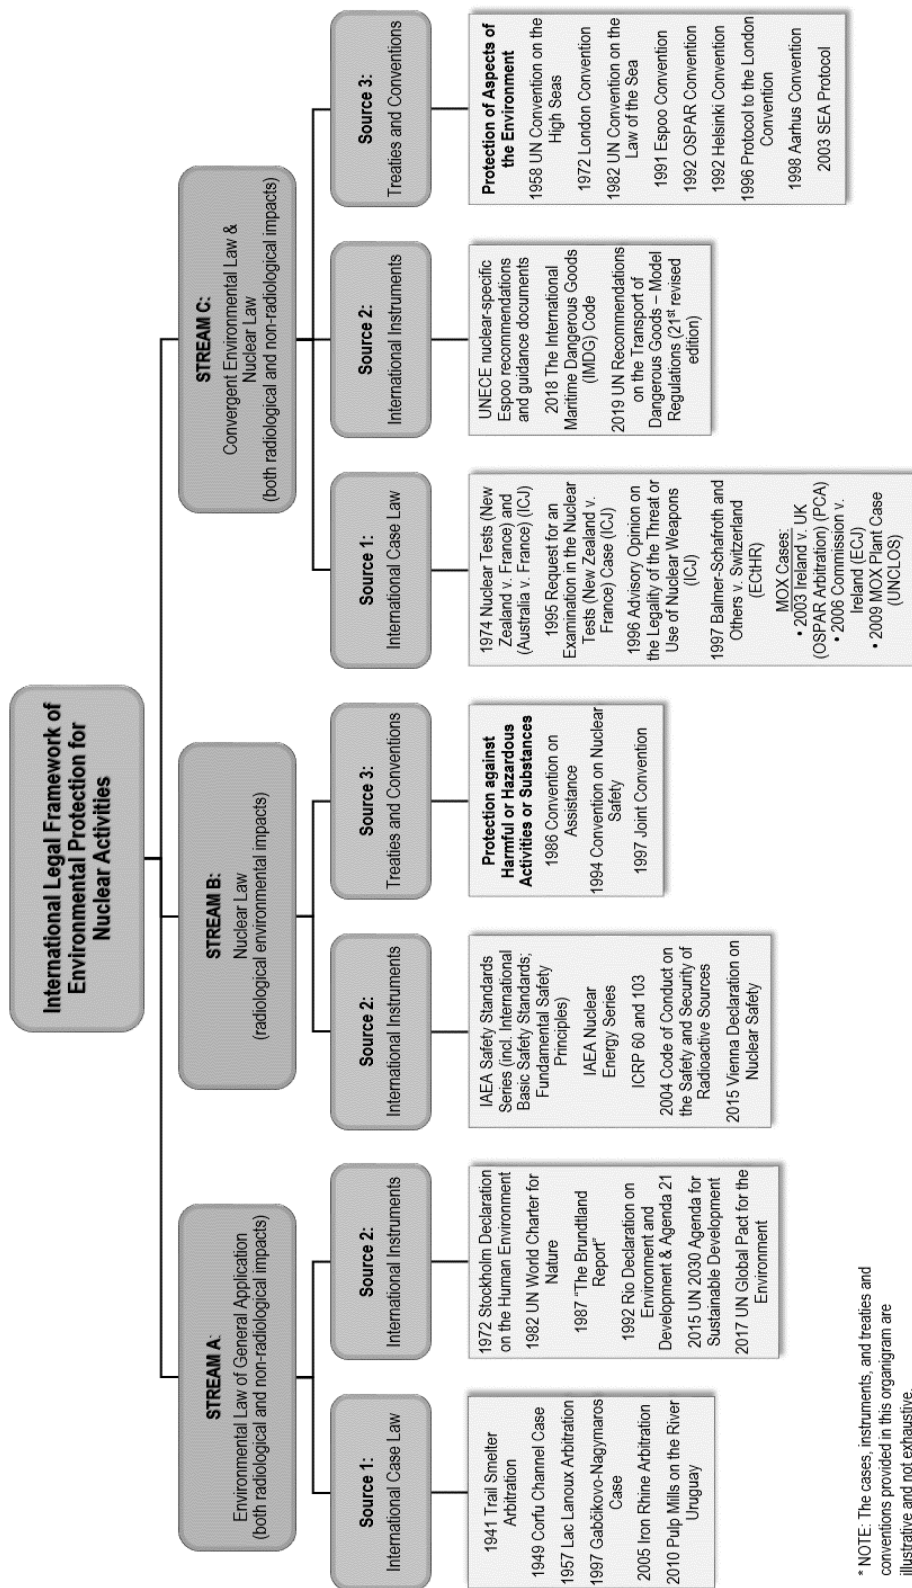 International Legal Framework of
Environmental Protection for
Nuclear Activities
STREAM A:
Environmental Law of General Application
(both radiological and non-radiological impacts)
Source 1:
International Case Law
1941 Trail Smelter
Arbitration
1949 Corfu Channel Case
1957 Lac Lanoux Arbitration
1997 Gabčikovo-Nagymaros
Case
2005 Iron Rhine Arbitration
2010 Pulp Mills on the River
Uruguay
Source 2:
International Instruments
1972 Stockholm Declaration
on the Human Environment
1982 UN World Charter for
Nature
1987 “The Brundtland
Report”
1992 Rio Declaration on
Environment and
Development & Agenda 21
2015 UN 2030 Agenda for
Sustainable Development
2017 UN Global Pact for the
Environment
STREAM B:
Nuclear Law
(radiological environmental impacts)
Source 2:
International Instruments
IAEA Safety Standards
Series (incl. International
Basic Safety Standards;
Fundamental Safety
Principles)
IAEA Nuclear
Energy Series
ICRP 60 and 103
2004 Code of Conduct on
the Safety and Security of
Radioactive Sources
2015 Vienna Declaration on
Nuclear Safety
Source 3:
Treaties and Conventions
Protection against
Harmful or Hazardous
Activities or Substances
1986 Convention on
Assistance
1994 Convention on Nuclear
Safety
1997 Joint Convention
STREAM C:
Convergent Environmental Law &
Nuclear Law
(both radiological and non-radiological impacts)
Source 1:
International Case Law
1974 Nuclear Tests (New
Zealand v. France) and
(Australia v. France) (ICJ)
1995 Request for an
Examination in the Nuclear
Tests (New Zealand v.
France) Case (ICJ)
1996 Advisory Opinion on
the Legality of the Threat or
Use of Nuclear Weapons
(ICJ)
1997 Balmer-Schafroth and
Others v. Switzerland
(ECtHR)
MOX Cases:
• 2003 Ireland v. UK
(OSPAR Arbitration) (PCA)
• 2006 Commission v.
Ireland (ECJ)
• 2009 MOX Plant Case
(UNCLOS)
Source 2:
International Instruments
UNECE nuclear-specific
Espoo recommendations
and guidance documents
2018 The International
Maritime Dangerous Goods
(IMDG) Code
2019 UN Recommendations
on the Transport of
Dangerous Goods – Model
Regulations (21st revised
edition)
Source 3:
Treaties and Conventions
Protection of Aspects of
the Environment
1958 UN Convention on the
High Seas
1972 London Convention
1982 UN Convention on the
Law of the Sea
1991 Espoo Convention
1992 OSPAR Convention
1992 Helsinki Convention
1996 Protocol to the London
Convention
1998 Aarhus Convention
2003 SEA Protocol
* NOTE: The cases, instruments, and treaties and
conventions provided in this organigram are
illustrative and not exhaustive.